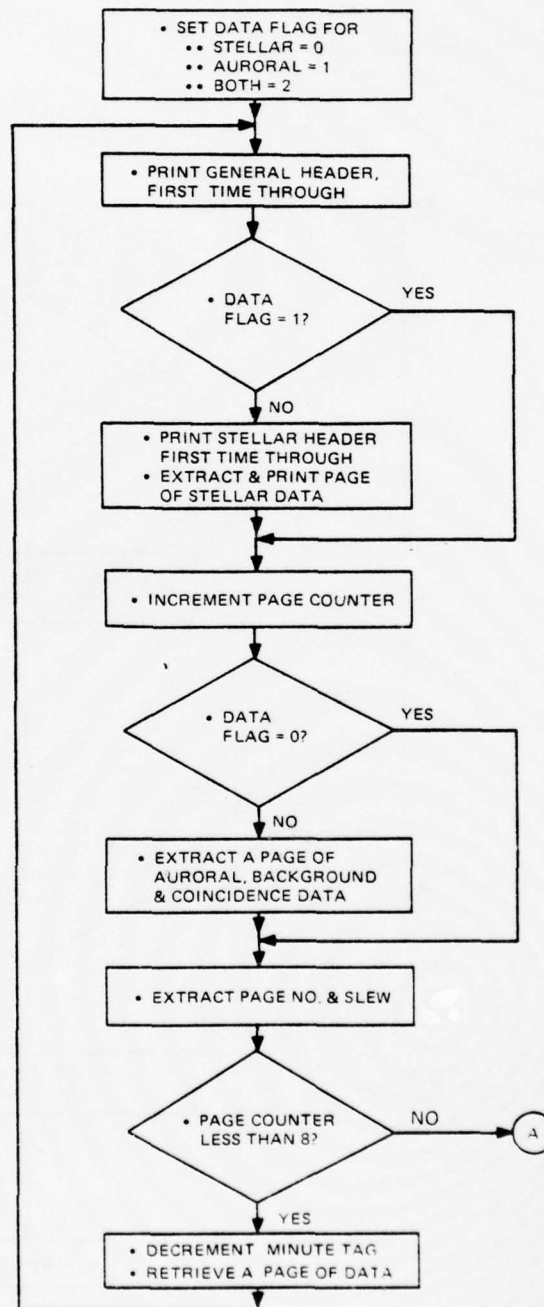 • SET DATA FLAG FOR
•• STELLAR = 0
•• AURORAL = 1
•• BOTH = 2
• PRINT GENERAL HEADER,
FIRST TIME THROUGH
• DATA
FLAG = 1?
YES
NO
• PRINT STELLAR HEADER
FIRST TIME THROUGH
• EXTRACT & PRINT PAGE
OF STELLAR DATA
• INCREMENT PAGE COUNTER
• DATA
FLAG = 0?
YES
NO
• EXTRACT A PAGE OF
AURORAL, BACKGROUND
& COINCIDENCE DATA
• EXTRACT PAGE NO. & SLEW
• PAGE COUNTER
LESS THAN 8?
NO
A
YES
• DECREMENT MINUTE TAG
• RETRIEVE A PAGE OF DATA